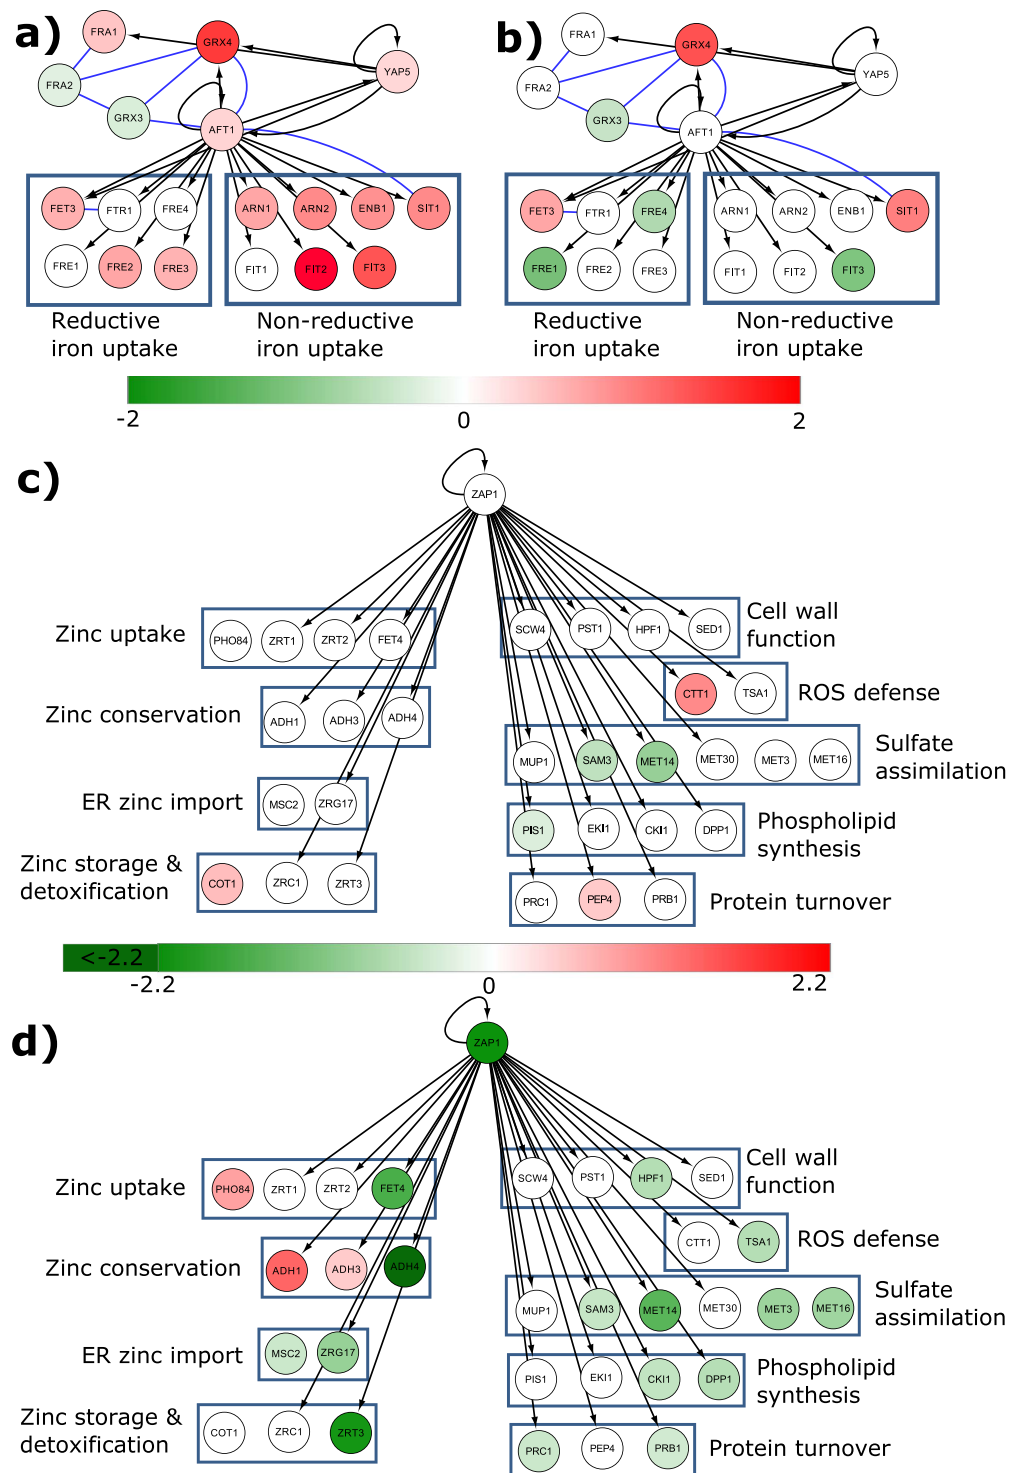 a)
FRA1
GRX4
YAP5
FRA2
GRX3
AFT1
FET3
FTR1
FRE4
ARN1
ARN2
ENB1
SIT1
FRE1
FRE2
FRE3
FIT1
FIT2
FIT3
Reductive
iron uptake
Non-reductive
iron uptake
b)
FRA1
GRX4
YAP5
FRA2
GRX3
AFT1
FET3
FTR1
FRE4
ARN1
ARN2
ENB1
SIT1
FRE1
FRE2
FRE3
FIT1
FIT2
FIT3
Reductive
iron uptake
Non-reductive
iron uptake
-2
0
2
c)
ZAP1
Zinc uptake
PHO84
ZRT1
ZRT2
FET4
Zinc conservation
ADH1
ADH3
ADH4
ER zinc import
MSC2
ZRG17
Zinc storage &
detoxification
COT1
ZRC1
ZRT3
SCW4
PST1
HPF1
SED1
Cell wall
function
CTT1
TSA1
ROS defense
MUP1
SAM3
MET14
MET30
MET3
MET16
Sulfate
assimilation
PIS1
EKI1
CKI1
DPP1
Phospholipid
synthesis
PRC1
PEP4
PRB1
Protein turnover
<-2.2
-2.2
0
2.2
d)
ZAP1
Zinc uptake
PHO84
ZRT1
ZRT2
FET4
Zinc conservation
ADH1
ADH3
ADH4
ER zinc import
MSC2
ZRG17
Zinc storage &
detoxification
COT1
ZRC1
ZRT3
SCW4
PST1
HPF1
SED1
Cell wall
function
CTT1
TSA1
ROS defense
MUP1
SAM3
MET14
MET30
MET3
MET16
Sulfate
assimilation
PIS1
EKI1
CKI1
DPP1
Phospholipid
synthesis
PRC1
PEP4
PRB1
Protein turnover